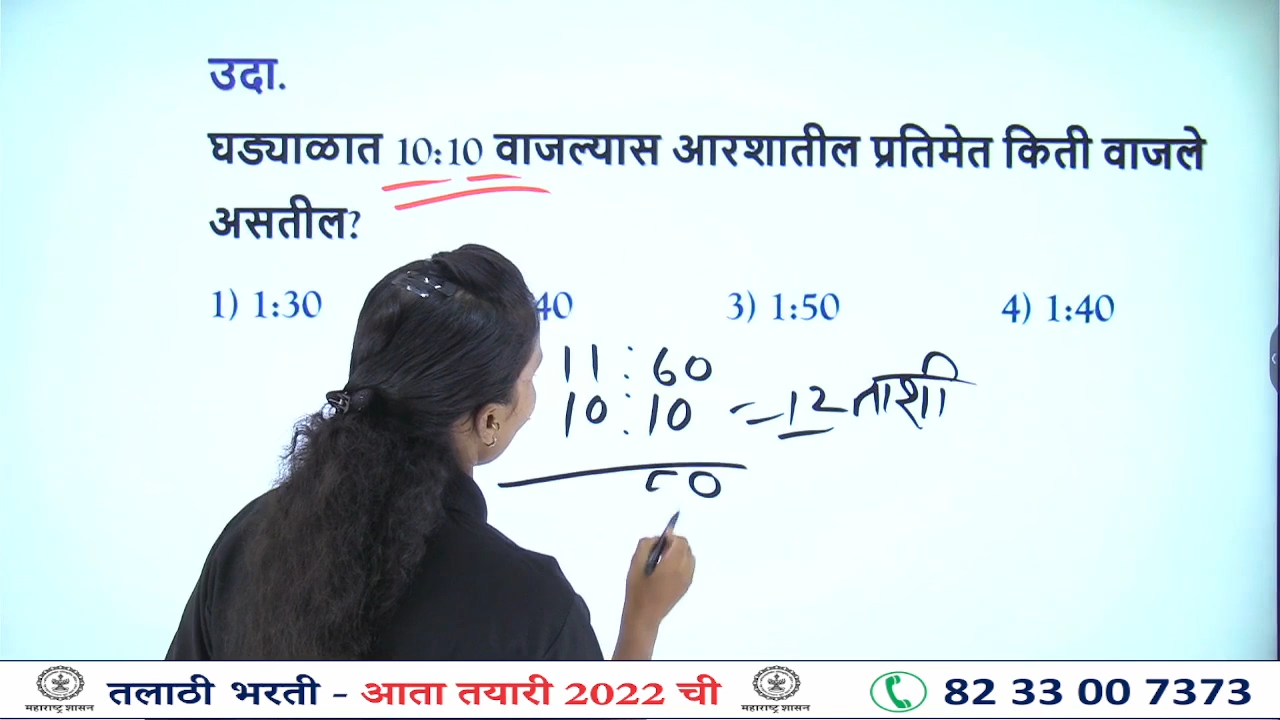 उदा.
घड्याळात 10:10 वाजल्यास आरशातील प्रतिमेत किती वाजले
असतील?
1) 1:30 40 3) 1:50 4) 1:40
11:60
10:10 = 12 ताशी
50
महाराष्ट्र शासन तलाठी भरती - आता तयारी 2022 ची महाराष्ट्र शासन 82 33 00 7373